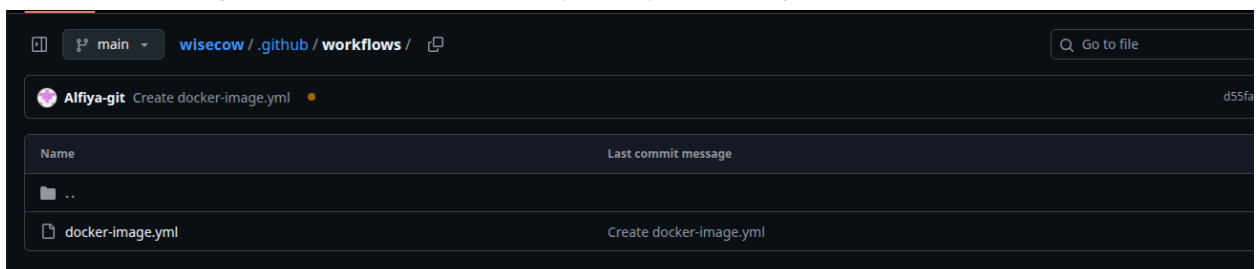 main wisecow / .github / workflows / Go to file
Alfiya-git Create docker-image.yml d55fa
Name Last commit message
..
docker-image.yml Create docker-image.yml